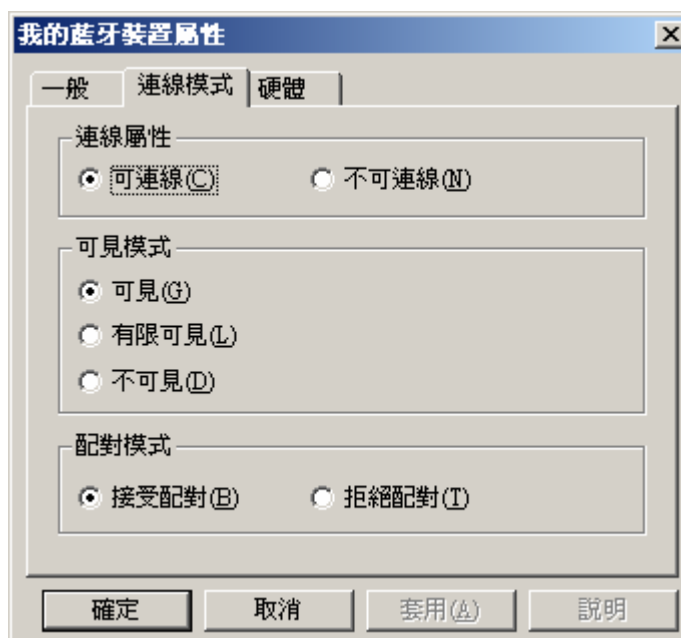 我的藍牙裝置屬性
一般 連線模式 硬體
連線屬性
可連線(C) 不可連線(N)
可見模式
可見(G)
有限可見(L)
不可見(D)
配對模式
接受配對(B) 拒絕配對(T)
確定 取消 套用(A) 說明